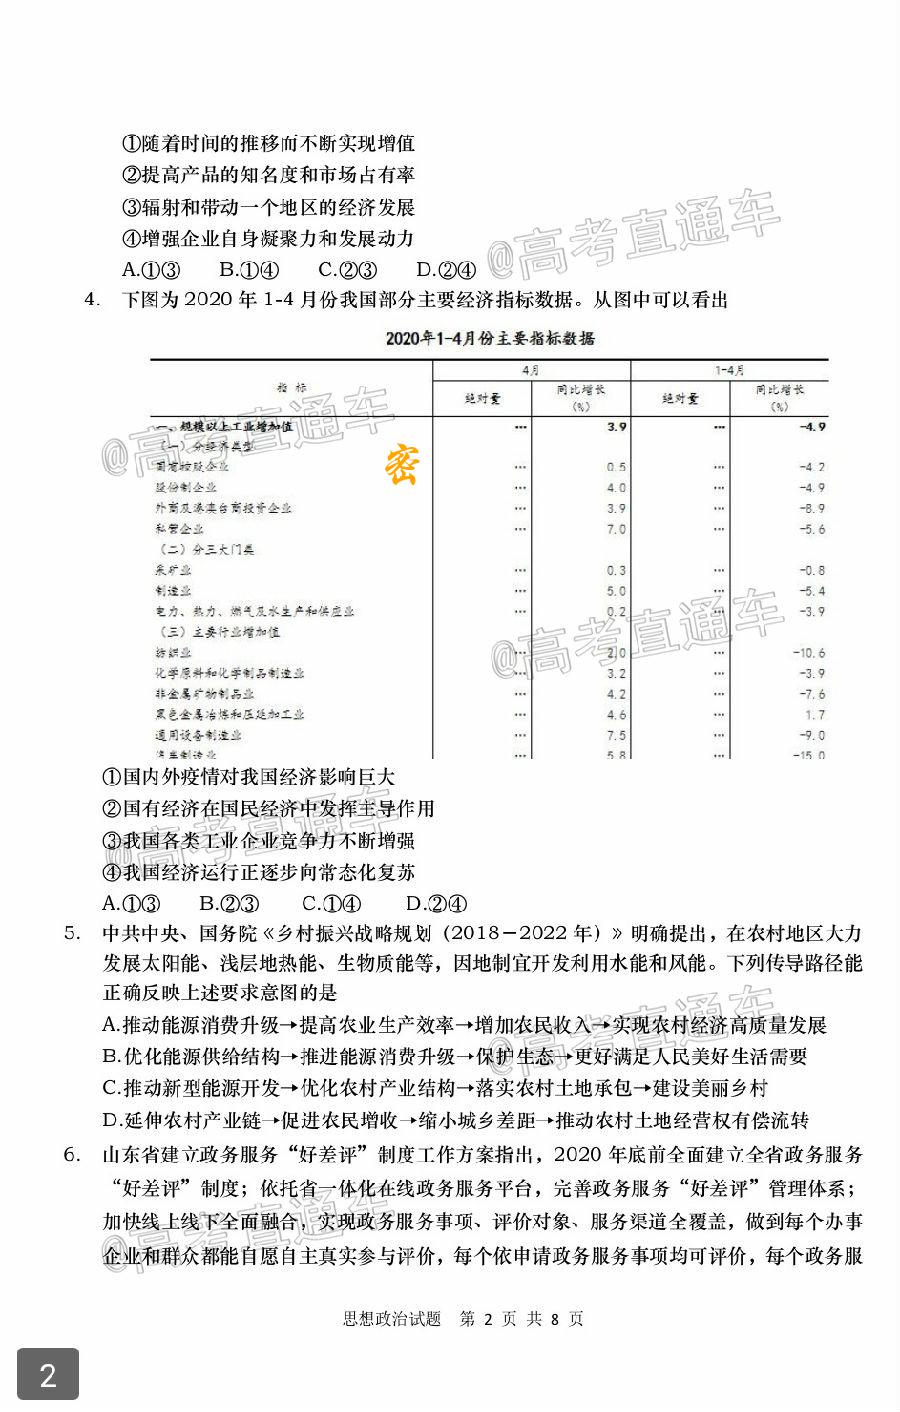 ①随着时间的推移而不断实现增值
②提高产品的知名度和市场占有率
③辐射和带动一个地区的经济发展
④增强企业自身凝聚力和发展动力
A.①③ B.①④ C.②③ D.②④
@高考直通车
4. 下图为 2020 年 1-4 月份我国部分主要经济指标数据。从图中可以看出
2020年1-4月份主要指标数据
指 标 4月 1-4月
绝对量 同比增长(%) 绝对量 同比增长(%)
一、规模以上工业增加值 … 3.9 … -4.9
@高考直通车
（一）分经济类型
密
国有控股企业 … 0.5 … -4.2
股份制企业 … 4.0 … -4.9
外商及港澳台商投资企业 … 3.9 … -8.9
私营企业 … 7.0 … -5.6
（二）分三大门类
采矿业 … 0.3 … -0.8
制造业 … 5.0 … -5.4
电力、热力、燃气及水生产和供应业 … 0.2 … -3.9
@高考直通车
（三）主要行业增加值
纺织业 … 2.0 … -10.6
化学原料和化学制品制造业 … 3.2 … -3.9
非金属矿物制品业 … 4.2 … -7.6
黑色金属冶炼和压延加工业 … 4.6 … 1.7
通用设备制造业 … 7.5 … -9.0
汽车制造业 … 5.8 … -15.0
①国内外疫情对我国经济影响巨大
②国有经济在国民经济中发挥主导作用
@高考直通车
③我国各类工业企业竞争力不断增强
④我国经济运行正逐步向常态化复苏
A.①③ B.②③ C.①④ D.②④
5. 中共中央、国务院《乡村振兴战略规划（2018－2022 年）》明确提出，在农村地区大力
发展太阳能、浅层地热能、生物质能等，因地制宜开发利用水能和风能。下列传导路径能
正确反映上述要求意图的是
A.推动能源消费升级→提高农业生产效率→增加农民收入→实现农村经济高质量发展
@高考直通车
B.优化能源供给结构→推进能源消费升级→保护生态→更好满足人民美好生活需要
C.推动新型能源开发→优化农村产业结构→落实农村土地承包→建设美丽乡村
D.延伸农村产业链→促进农民增收→缩小城乡差距→推动农村土地经营权有偿流转
6. 山东省建立政务服务“好差评”制度工作方案指出，2020 年底前全面建立全省政务服务
“好差评”制度；依托省一体化在线政务服务平台，完善政务服务“好差评”管理体系；
加快线上线下全面融合，实现政务服务事项、评价对象、服务渠道全覆盖，做到每个办事
@高考直通车
企业和群众都能自愿自主真实参与评价，每个依申请政务服务事项均可评价，每个政务服
思想政治试题 第 2 页 共 8 页
2